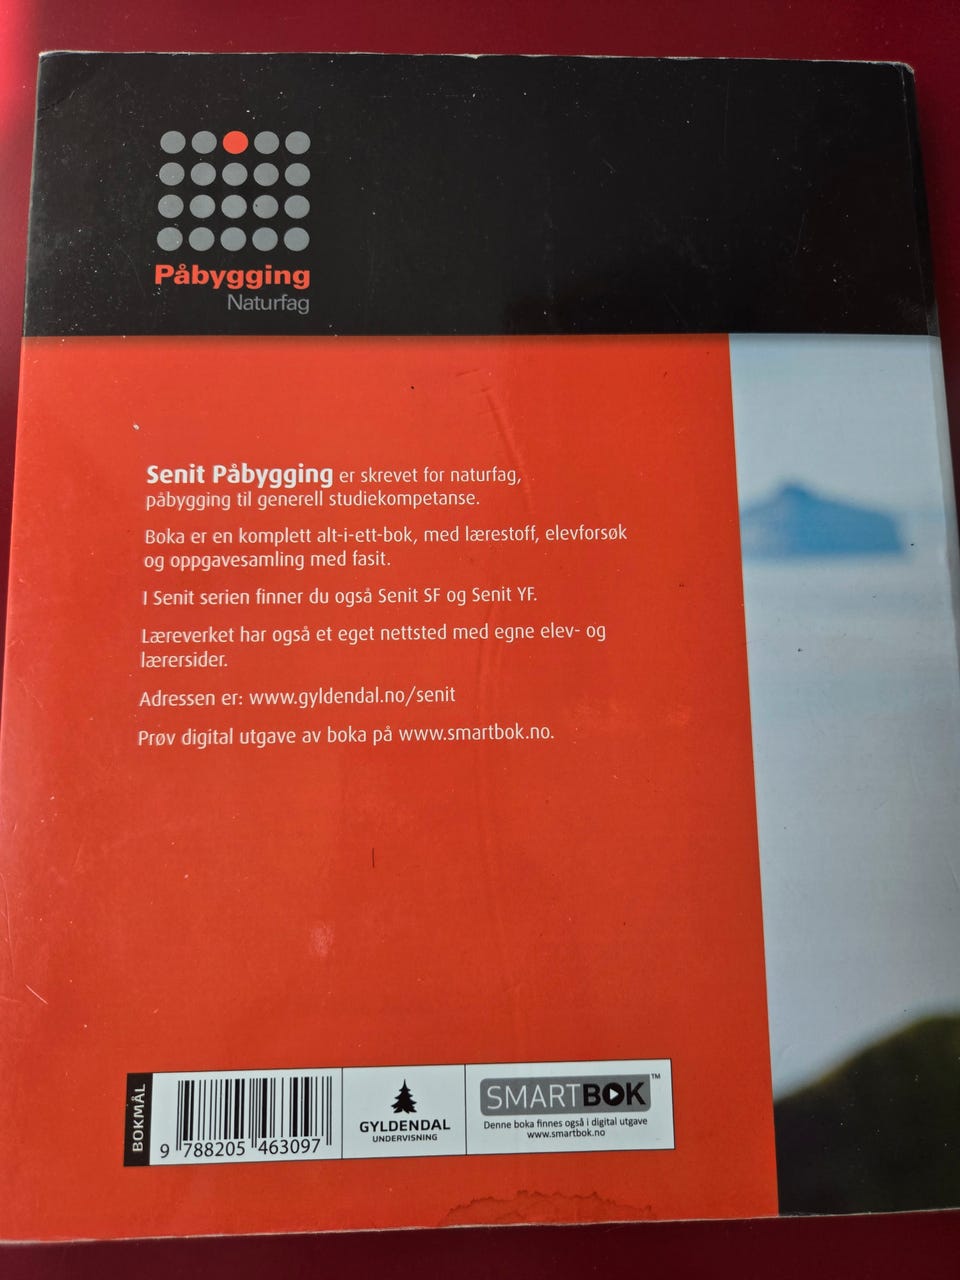 Påbygging
Naturfag
Senit Påbygging er skrevet for naturfag,
påbygging til generell studiekompetanse.
Boka er en komplett alt-i-ett-bok, med lærestoff, elevforsøk
og oppgavesamling med fasit.
I Senit serien finner du også Senit SF og Senit YF.
Læreverket har også et eget nettsted med egne elev- og
lærersider.
Adressen er: www.gyldendal.no/senit
Prøv digital utgave av boka på www.smartbok.no.
BOKMÅL
9 788205 463097
GYLDENDAL
UNDERVISNING
SMARTBOK™
Denne boka finnes også i digital utgave
www.smartbok.no